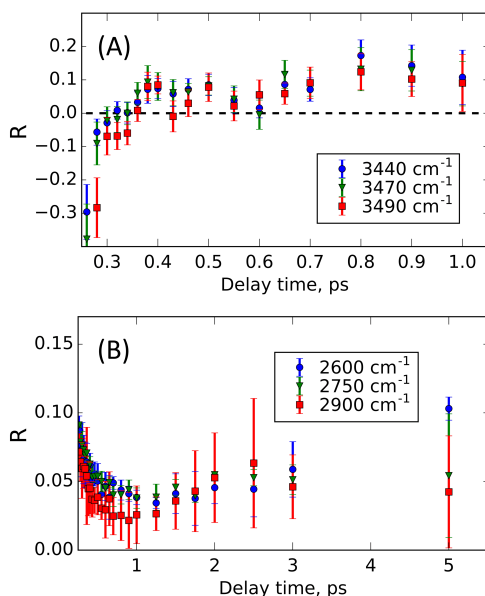 (A)
R
0.2
0.1
0.0
−0.1
−0.2
−0.3
3440 cm⁻¹
3470 cm⁻¹
3490 cm⁻¹
0.3 0.4 0.5 0.6 0.7 0.8 0.9 1.0
Delay time, ps
(B)
R
0.15
0.10
0.05
0.00
2600 cm⁻¹
2750 cm⁻¹
2900 cm⁻¹
1 2 3 4 5
Delay time, ps